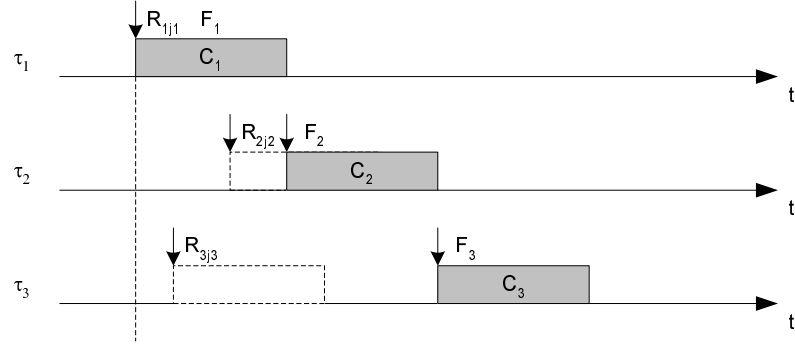 R1j1 F1
τ1 C1
t
R2j2 F2
τ2 C2
t
R3j3 F3
τ3 C3
t